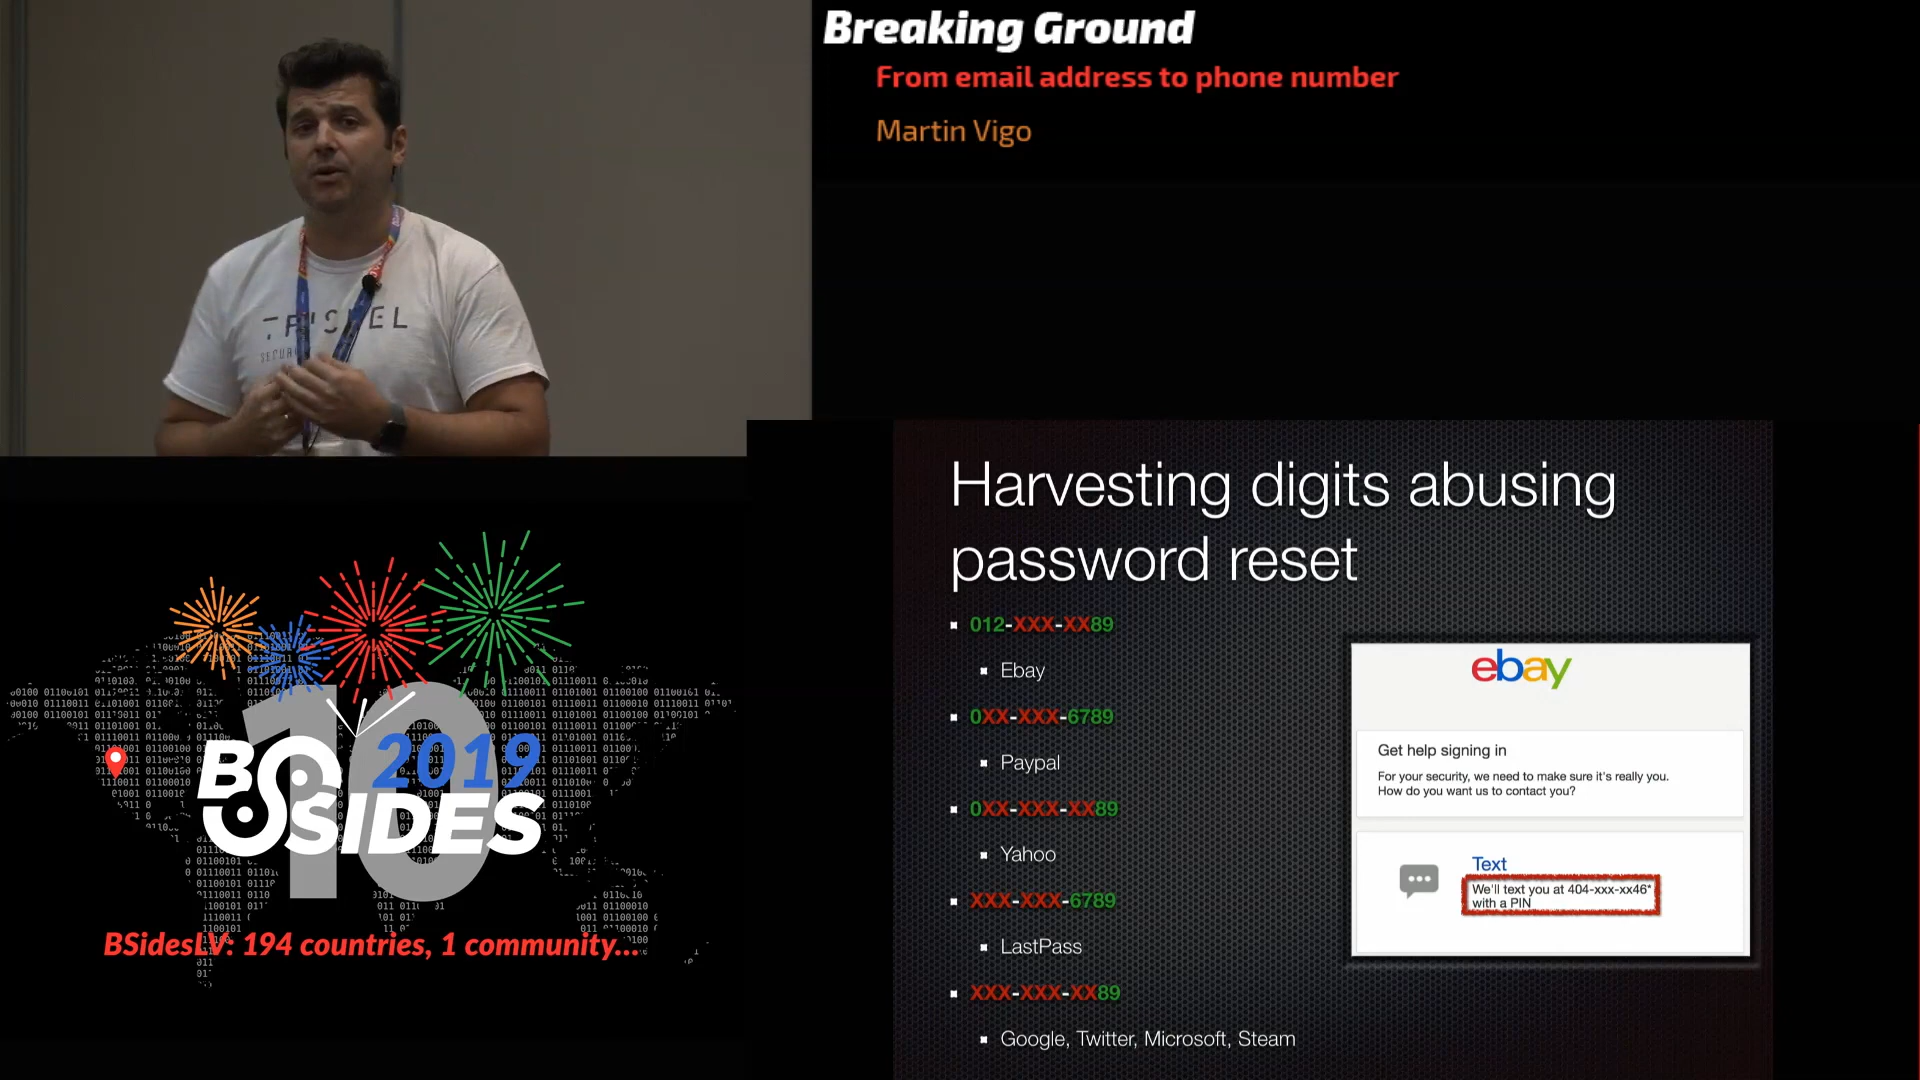 Breaking Ground
From email address to phone number
Martin Vigo
SECURI
Harvesting digits abusing
password reset
012-XXX-XX89
Ebay
0XX-XXX-6789
Paypal
0XX-XXX-XX89
Yahoo
XXX-XXX-6789
LastPass
XXX-XXX-XX89
Google, Twitter, Microsoft, Steam
ebay
Get help signing in
For your security, we need to make sure it's really you.
How do you want us to contact you?
Text
We'll text you at 404-xxx-xx46*
with a PIN
10
2019
BSIDES
BSidesLV: 194 countries, 1 community...